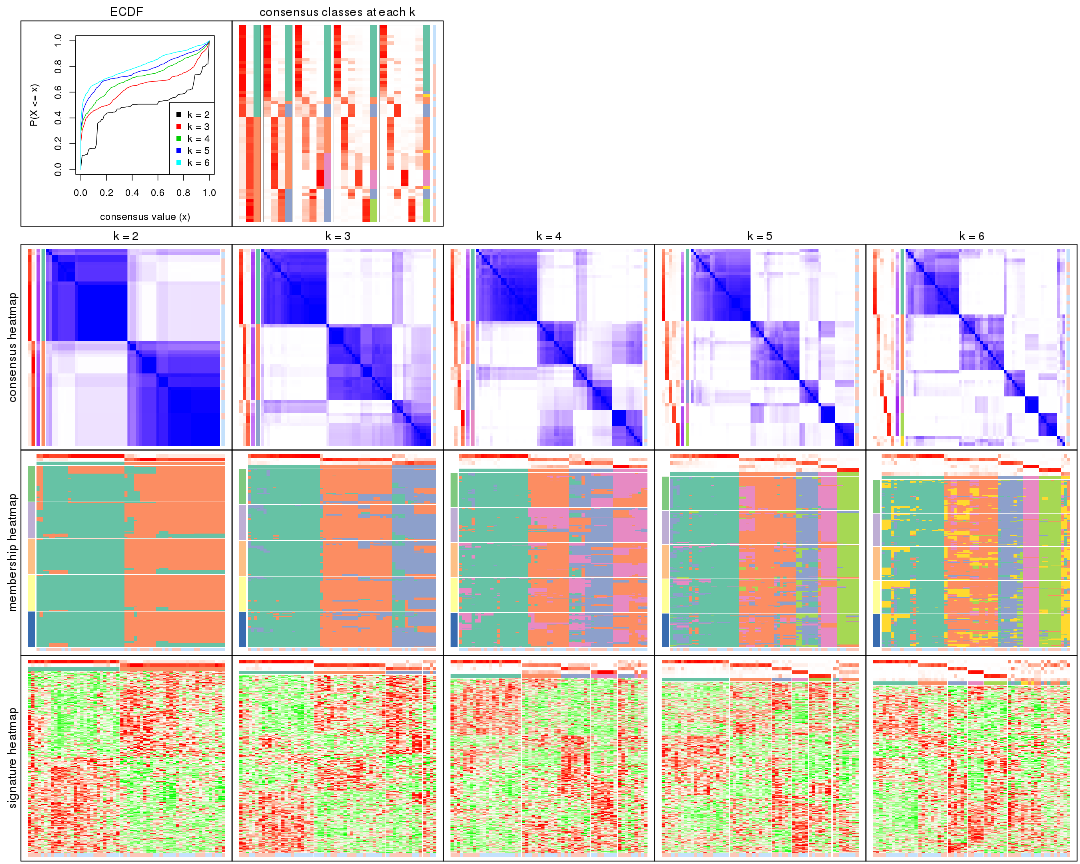 ECDF
consensus classes at each k
P(X <= x)
0.0 0.2 0.4 0.6 0.8 1.0
k = 2
k = 3
k = 4
k = 5
k = 6
0.0 0.2 0.4 0.6 0.8 1.0
consensus value (x)
k = 2 k = 3 k = 4 k = 5 k = 6
consensus heatmap
membership heatmap
signature heatmap